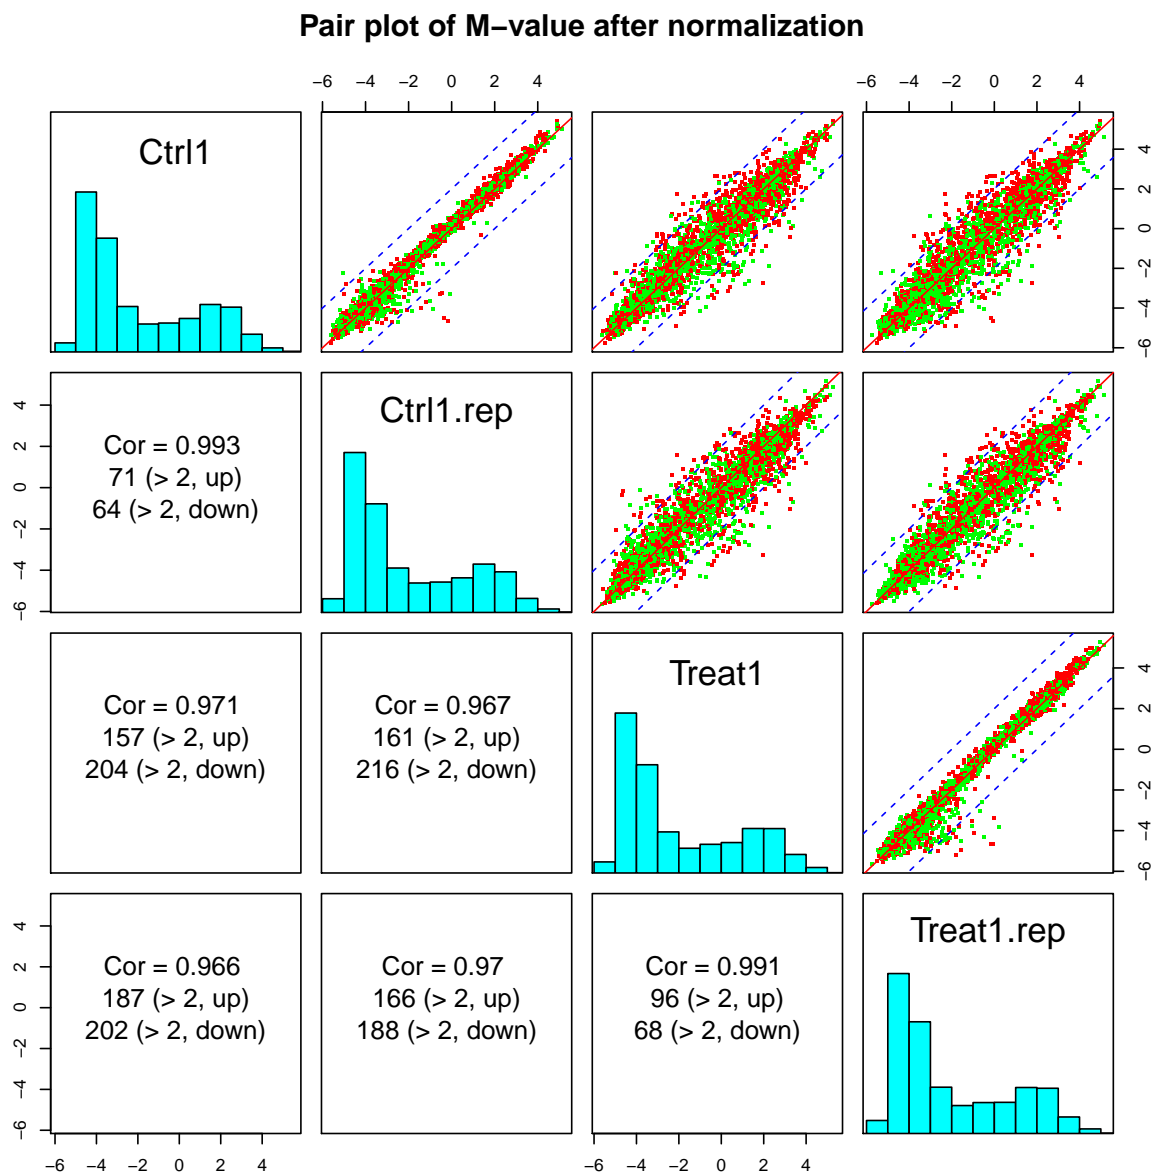 Pair plot of M−value after normalization
−6 −4 −2 0 2 4
−6 −4 −2 0 2 4
Ctrl1
4
2
0
−2
−4
−6
4
2
0
−2
−4
−6
Cor = 0.993
71 (> 2, up)
64 (> 2, down)
Ctrl1.rep
Cor = 0.971
157 (> 2, up)
204 (> 2, down)
Cor = 0.967
161 (> 2, up)
216 (> 2, down)
Treat1
4
2
0
−2
−4
−6
4
2
0
−2
−4
−6
Cor = 0.966
187 (> 2, up)
202 (> 2, down)
Cor = 0.97
166 (> 2, up)
188 (> 2, down)
Cor = 0.991
96 (> 2, up)
68 (> 2, down)
Treat1.rep
−6 −4 −2 0 2 4
−6 −4 −2 0 2 4